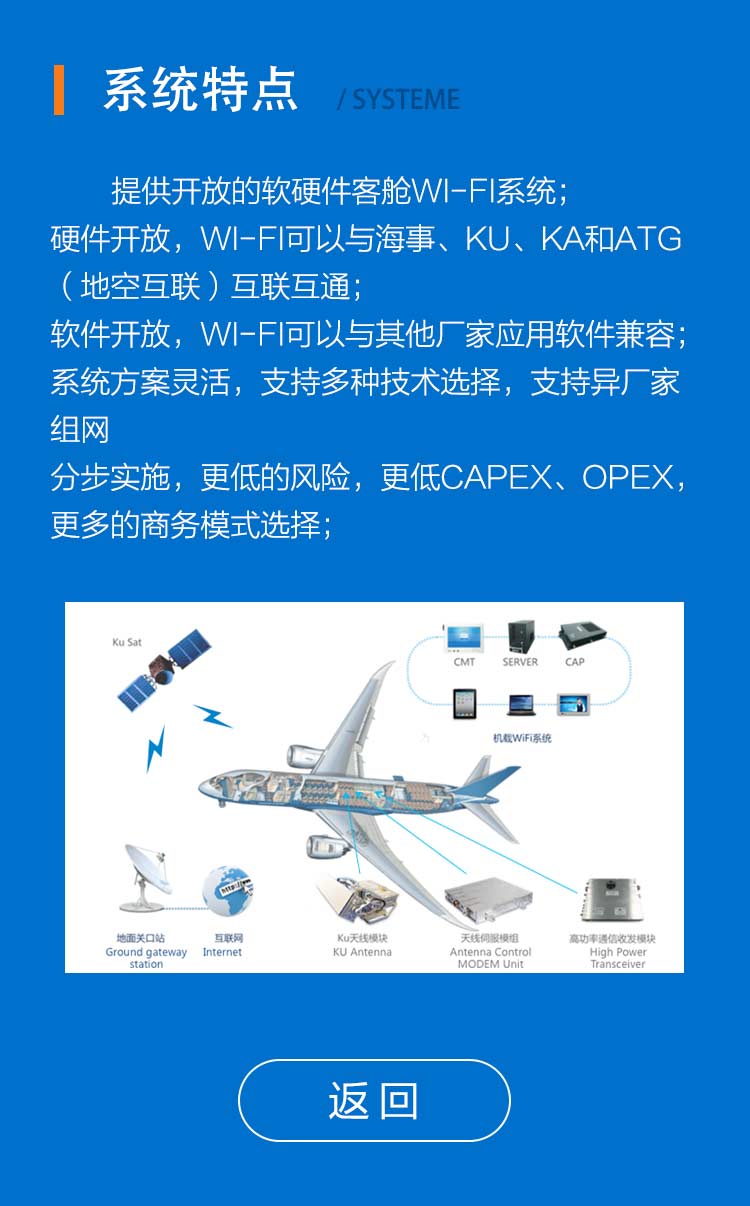 系统特点 / SYSTEME
提供开放的软硬件客舱WI-FI系统；
硬件开放，WI-FI可以与海事、KU、KA和ATG
（地空互联）互联互通；
软件开放，WI-FI可以与其他厂家应用软件兼容；
系统方案灵活，支持多种技术选择，支持异厂家
组网
分步实施，更低的风险，更低CAPEX、OPEX，
更多的商务模式选择；
Ku Sat
CMT SERVER CAP
机载WiFi系统
http://w
地面关口站
Ground gateway
station
互联网
Internet
Ku天线模块
KU Antenna
天线伺服模组
Antenna Control
MODEM Unit
高功率通信收发模块
High Power
Transceiver
返回